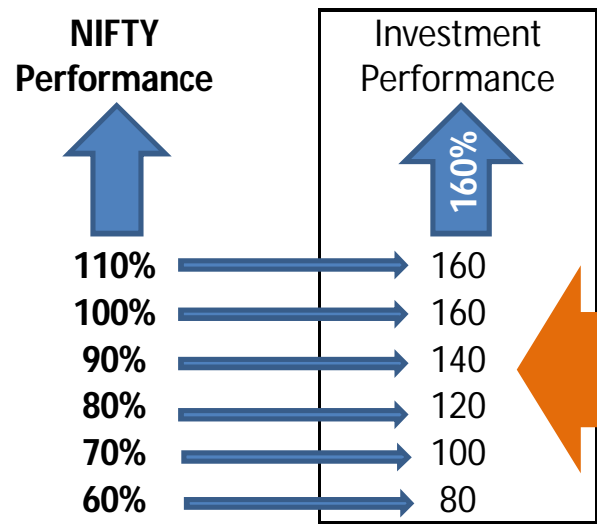 NIFTY
Performance
Investment
Performance
160%
110% 160
100% 160
90% 140
80% 120
70% 100
60% 80